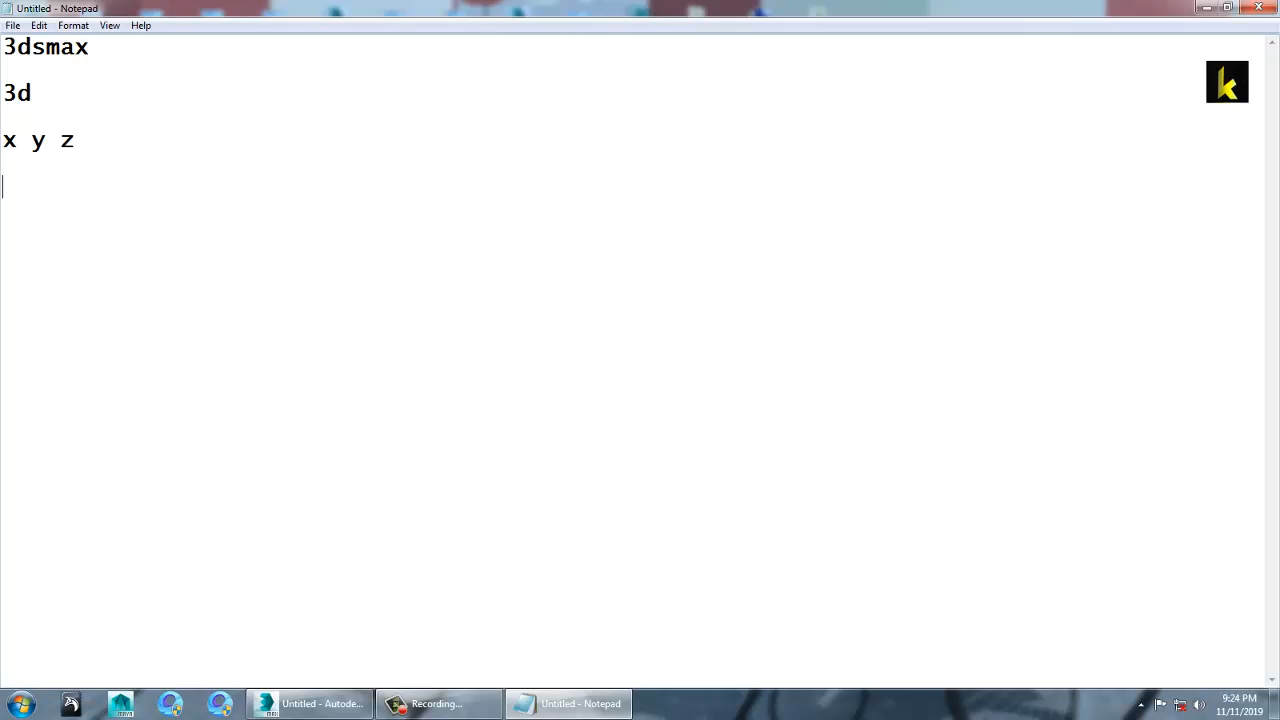 Untitled - Notepad
File Edit Format View Help
3dsmax
3d
x y z
k
Untitled - Autode...
Recording...
Untitled - Notepad
9:24 PM
11/11/2019